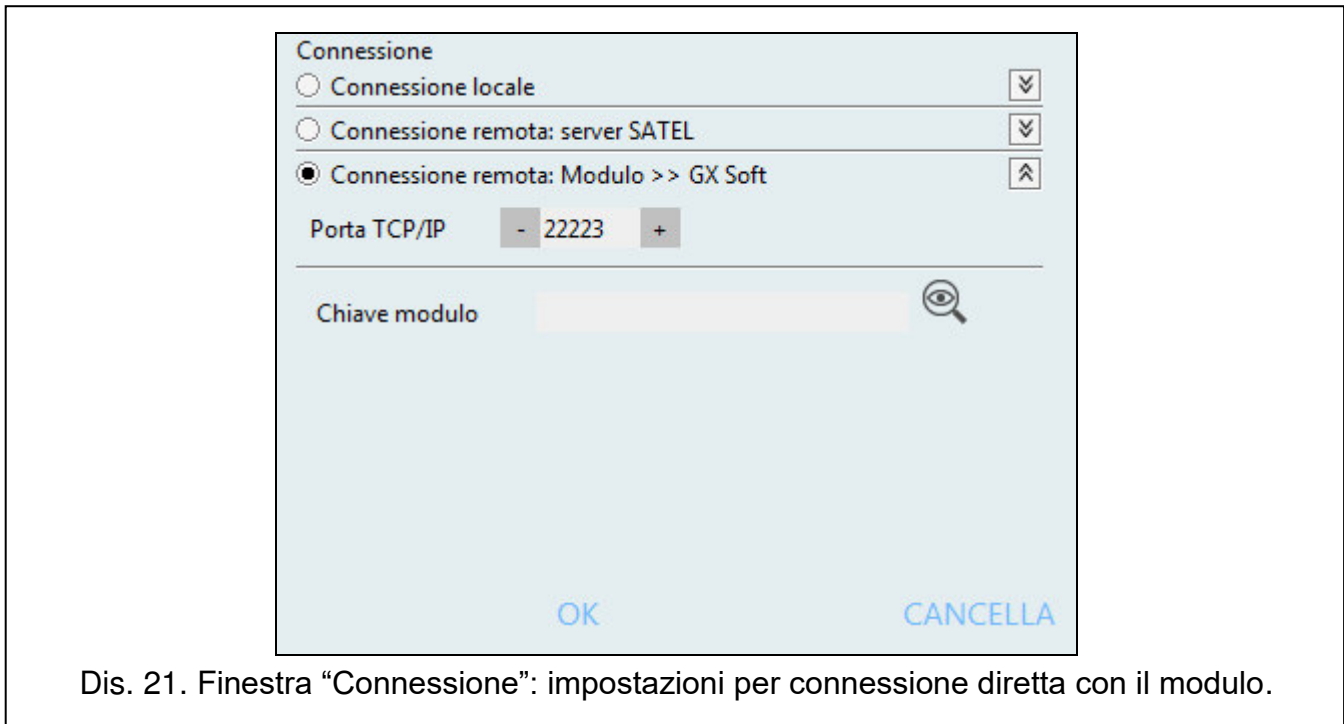 Connessione
Connessione locale
Connessione remota: server SATEL
Connessione remota: Modulo >> GX Soft
Porta TCP/IP - 22223 +
Chiave modulo
OK CANCELLA
Dis. 21. Finestra “Connessione”: impostazioni per connessione diretta con il modulo.